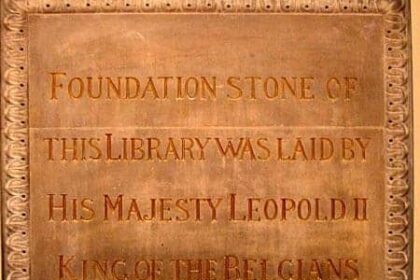 FOUNDATION STONE OF
THIS LIBRARY WAS LAID BY
HIS MAJESTY LEOPOLD II
KING OF THE BELGIANS